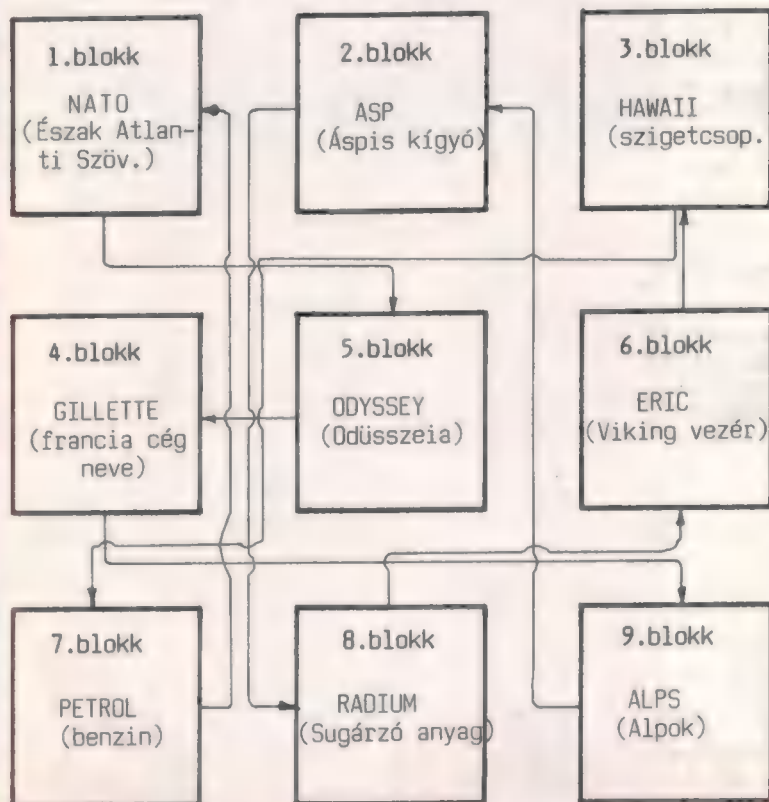 1.blokk
NATO
(Észak Atlan-
ti Szöv.)
2.blokk
ASP
(Áspis kígyó)
3.blokk
HAWAII
(szigetcsop.
4.blokk
GILLETTE
(francia cég
neve)
5.blokk
ODYSSEY
(Odüsszeia)
6.blokk
ERIC
(Viking vezér)
7.blokk
PETROL
(benzin)
8.blokk
RADIUM
(Sugárzó anyag)
9.blokk
ALPS
(Alpok)